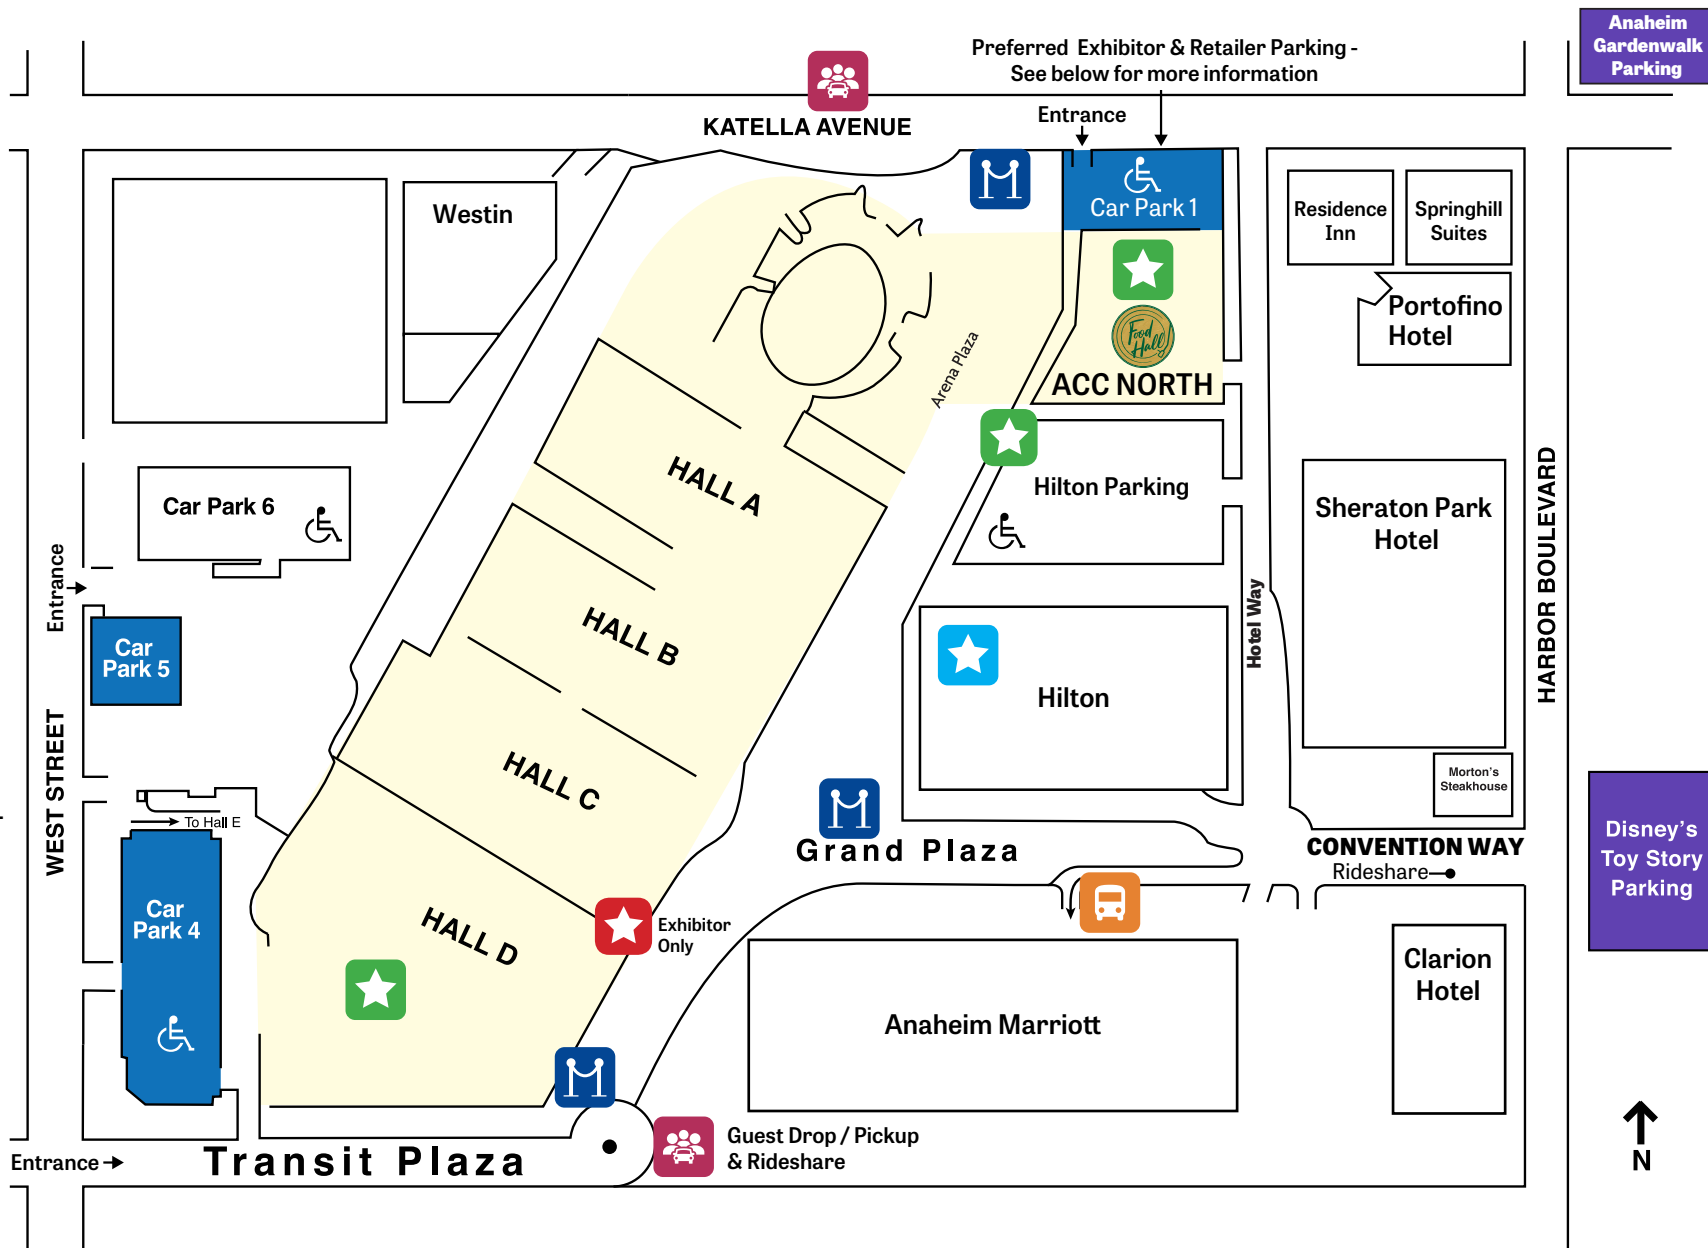 Anaheim
Gardenwalk
Parking
Preferred Exhibitor & Retailer Parking -
See below for more information
Entrance
KATELLA AVENUE
Car Park 1
Westin
Residence
Inn
Springhill
Suites
Portofino
Hotel
Food
Hall
ACC NORTH
Arena Plaza
HALL A
Hilton Parking
Car Park 6
Sheraton Park
Hotel
HARBOR BOULEVARD
Entrance
Hotel Way
HALL B
Car
Park 5
Hilton
WEST STREET
HALL C
Morton's
Steakhouse
To Hall E
Grand Plaza
CONVENTION WAY
Rideshare
Disney's
Toy Story
Parking
Car
Park 4
HALL D
Exhibitor
Only
Clarion
Hotel
Anaheim Marriott
Guest Drop / Pickup
& Rideshare
Entrance
Transit Plaza
N